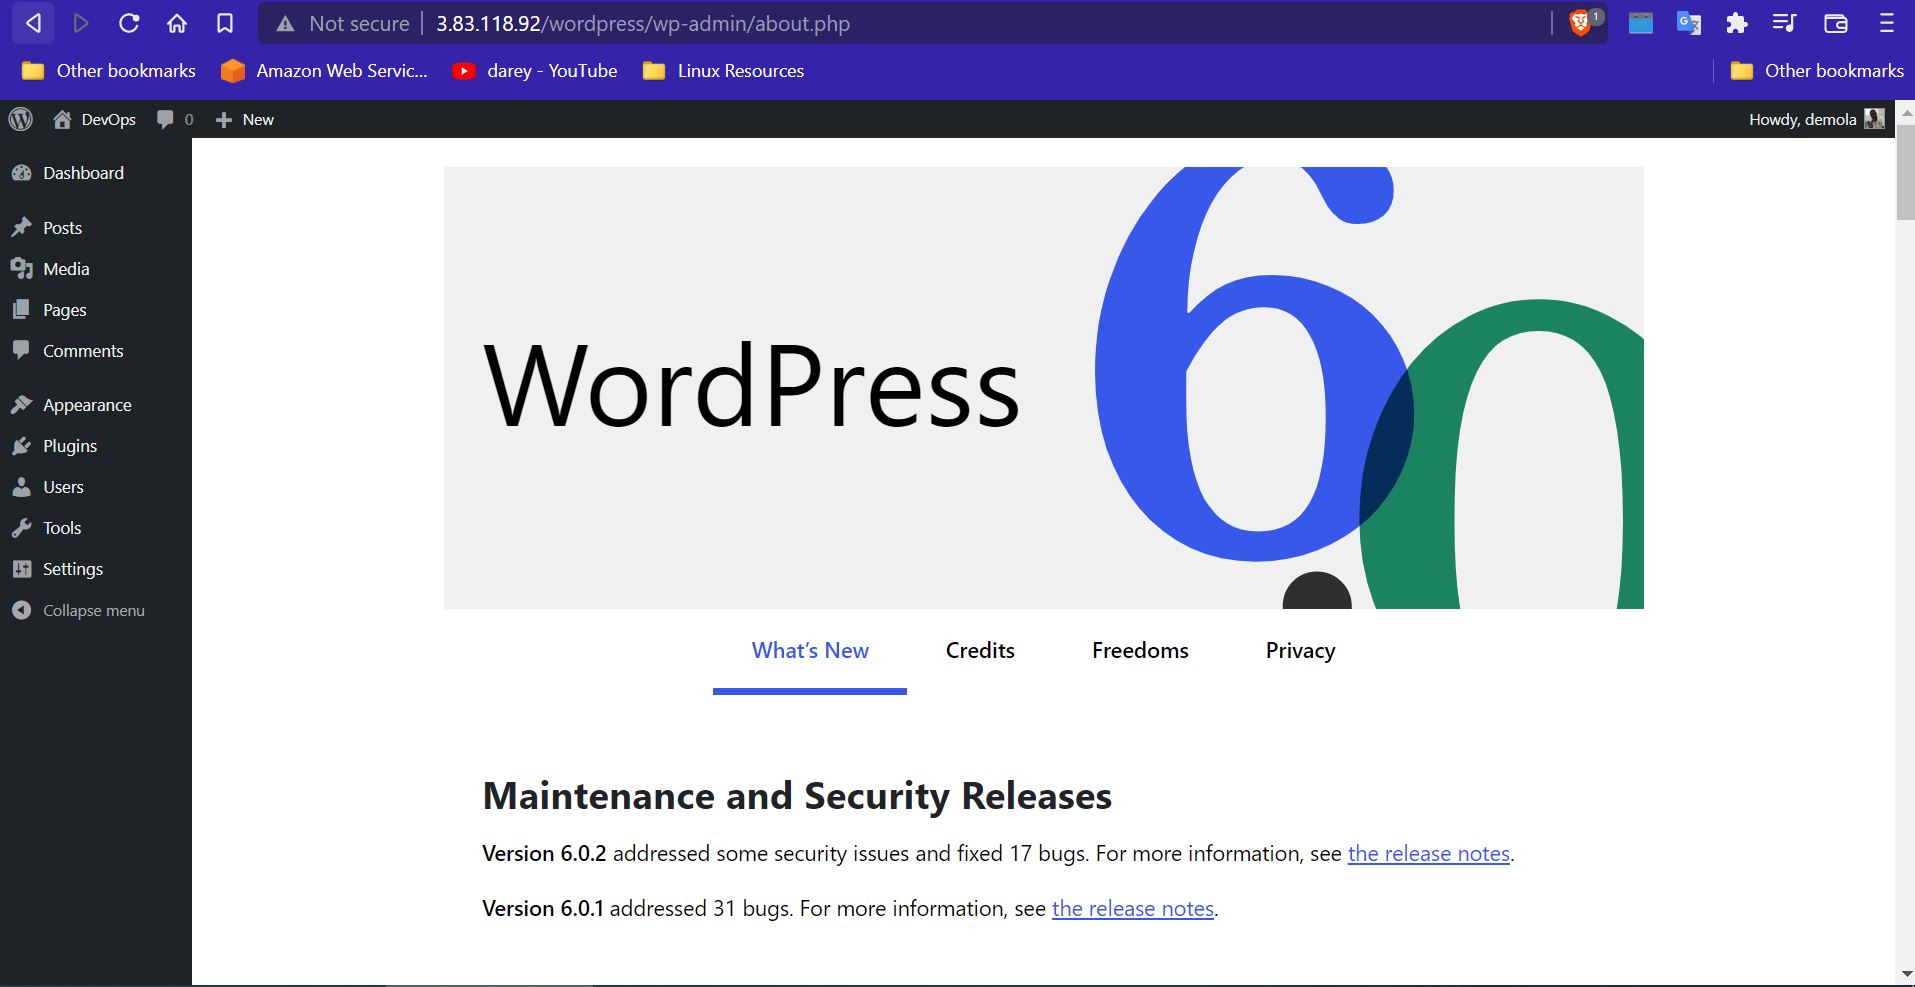 Not secure 3.83.118.92/wordpress/wp-admin/about.php 1
Other bookmarks Amazon Web Servic... darey - YouTube Linux Resources Other bookmarks
DevOps 0 New Howdy, demola
Dashboard
Posts
Media
Pages
Comments
Appearance
Plugins
Users
Tools
Settings
Collapse menu
WordPress 6.0
What's New Credits Freedoms Privacy
Maintenance and Security Releases
Version 6.0.2 addressed some security issues and fixed 17 bugs. For more information, see the release notes.
Version 6.0.1 addressed 31 bugs. For more information, see the release notes.